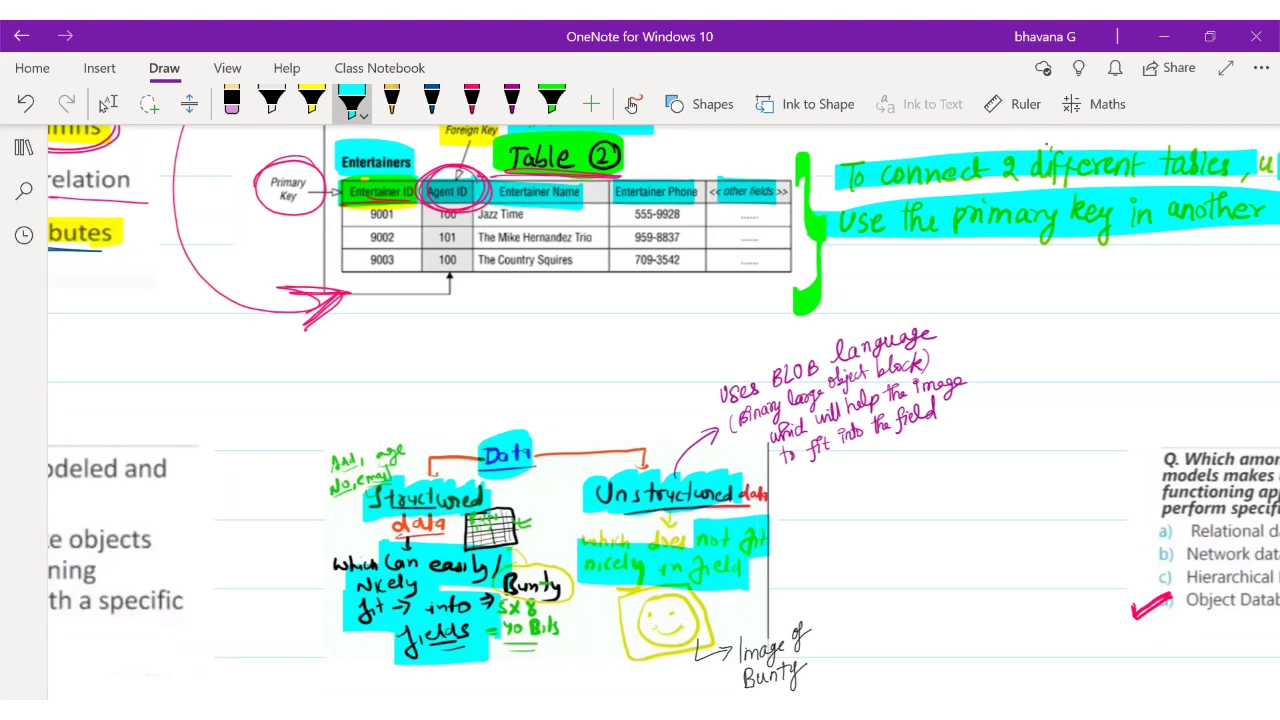 OneNote for Windows 10
bhavana G
Home Insert Draw View Help Class Notebook
Share
Shapes Ink to Shape Ink to Text Ruler Maths
relation
butes
Foreign Key
Table ②
Entertainers
Primary
Key
Entertainer ID Agent ID Entertainer Name Entertainer Phone << other fields >>
9001 100 Jazz Time 555-9928 ......
9002 101 The Mike Hernandez Trio 959-8837 ......
9003 100 The Country Squires 709-3542 ......
To connect 2 different tables, u
use the primary key in another
uses BLOB language
(Binary large object block)
which will help the image
to fit into the field
odeled and
e objects
ning
th a specific
Data
Add, age
No, email
Structured
data
which can easily/
Nicely
fit → into →
fields
Bunty
5 x 8
= 40 Bits
Unstructured data
which does not fit
nicely in field
Image of
Bunty
Q. Which amon
models makes
functioning app
perform specifi
a) Relational da
b) Network dat
c) Hierarchical
Object Datab